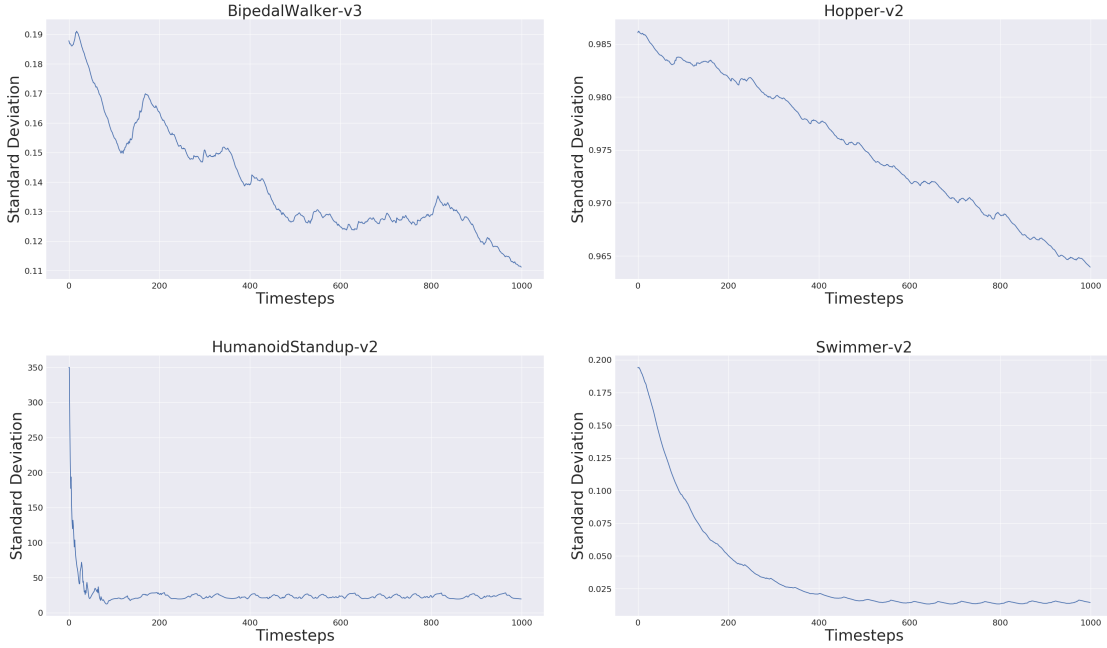 BipedalWalker-v3
Standard Deviation
0.19
0.18
0.17
0.16
0.15
0.14
0.13
0.12
0.11
0 200 400 600 800 1000
Timesteps
Hopper-v2
Standard Deviation
0.985
0.980
0.975
0.970
0.965
0 200 400 600 800 1000
Timesteps
HumanoidStandup-v2
Standard Deviation
350
300
250
200
150
100
50
0
0 200 400 600 800 1000
Timesteps
Swimmer-v2
Standard Deviation
0.200
0.175
0.150
0.125
0.100
0.075
0.050
0.025
0 200 400 600 800 1000
Timesteps